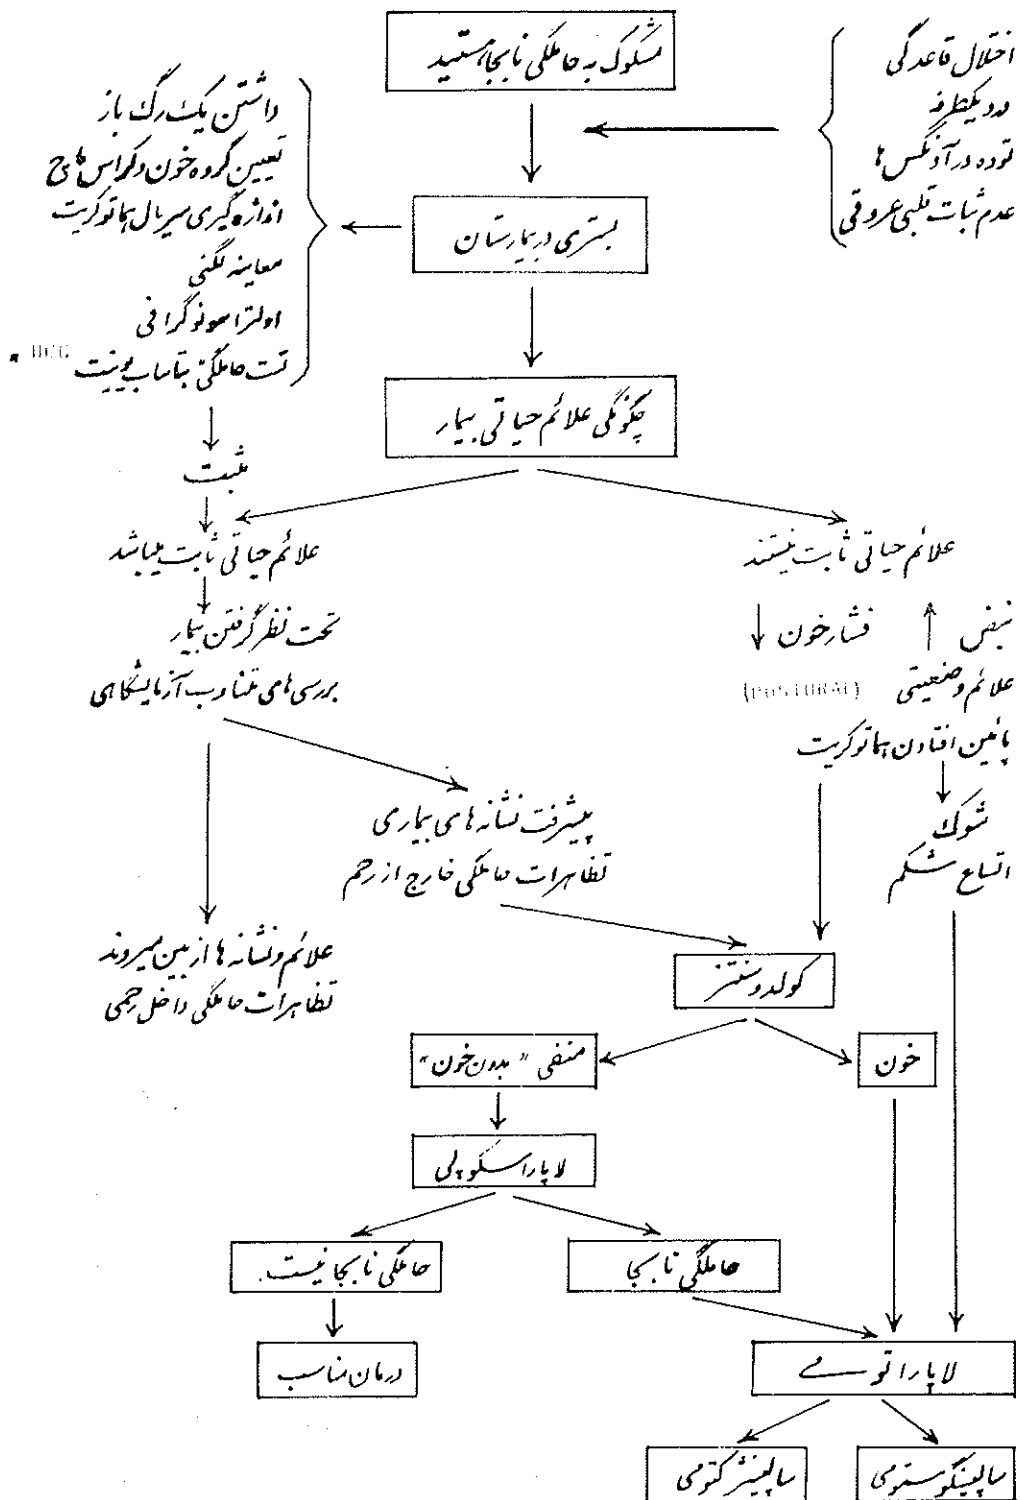 مشکوک به حاملگی نابجا هستید
اختلال قاعدگی
درد یکطرفه
توده در آدنکس ها
عدم ثبات قلبی عروقی
داشتن یک رگ باز
تعیین گروه خون و کراس های چ
اندازه گیری سریال هماتوکریت
معاینه لگنی
اولتراسونوگرافی
تست حاملگی بتاساب یونیت HCG
بستری در بیمارستان
چگونگی علائم حیاتی بیمار
مثبت
علائم حیاتی ثابت نیستند
علائم حیاتی ثابت میباشد
نبض ↑ فشار خون ↓
علائم وضعیتی (POSTURAL)
پائین افتادن هماتوکریت
تحت نظر گرفتن بیمار
بررسی های متناوب آزمایشگاهی
شوک
اتساع شکم
پیشرفت نشانه های بیماری
تظاهرات حاملگی خارج از رحم
علائم و نشانه ها از بین میروند
تظاهرات حاملگی داخل رحمی
کولدوسنتز
خون
منفی "بدون خون"
لاپاراسکوپی
حاملگی نابجا
حاملگی نابجا نیست.
لاپاراتومی
درمان مناسب
سالپینگوستومی
سالپینژکتومی